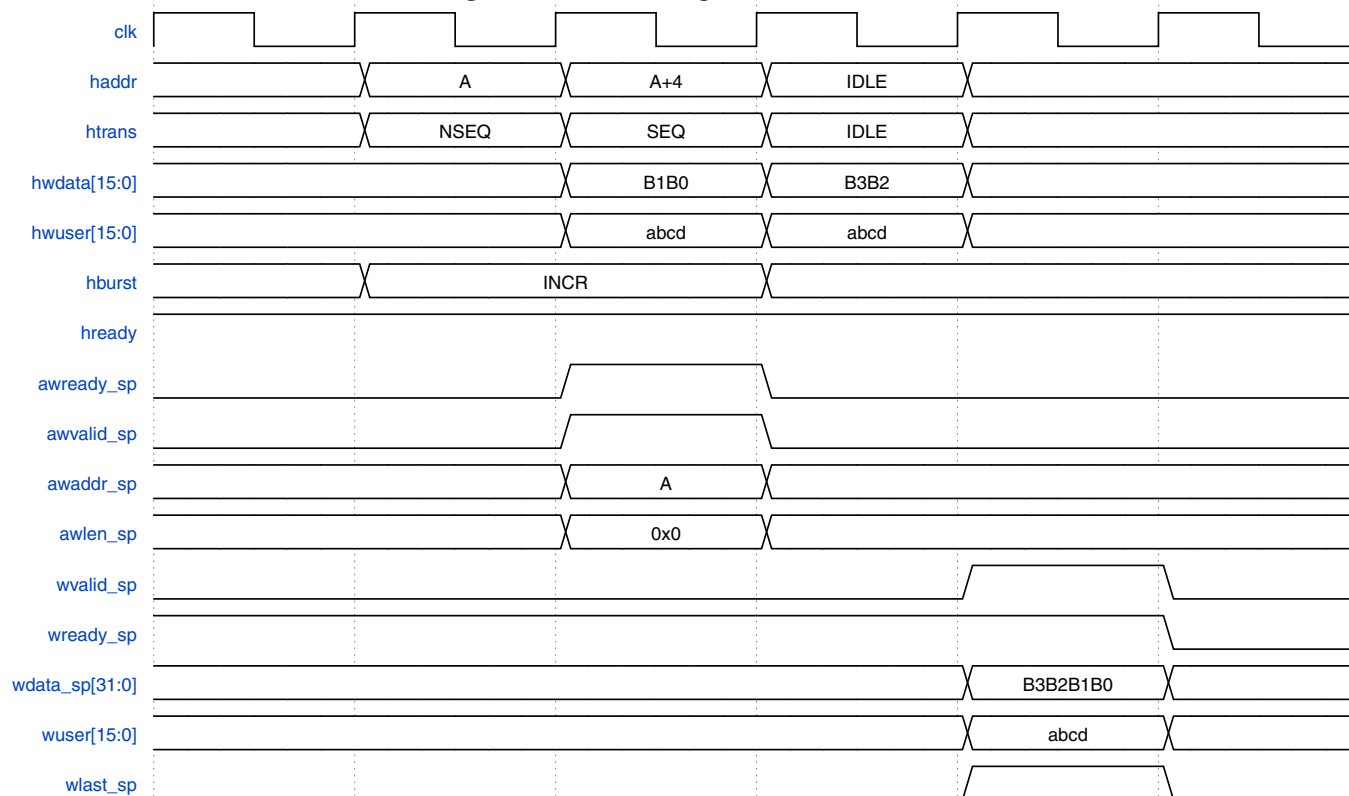 clk
haddr A A+4 IDLE
htrans NSEQ SEQ IDLE
hwdata[15:0] B1B0 B3B2
hwuser[15:0] abcd abcd
hburst INCR
hready
awready_sp
awvalid_sp
awaddr_sp A
awlen_sp 0x0
wvalid_sp
wready_sp
wdata_sp[31:0] B3B2B1B0
wuser[15:0] abcd
wlast_sp